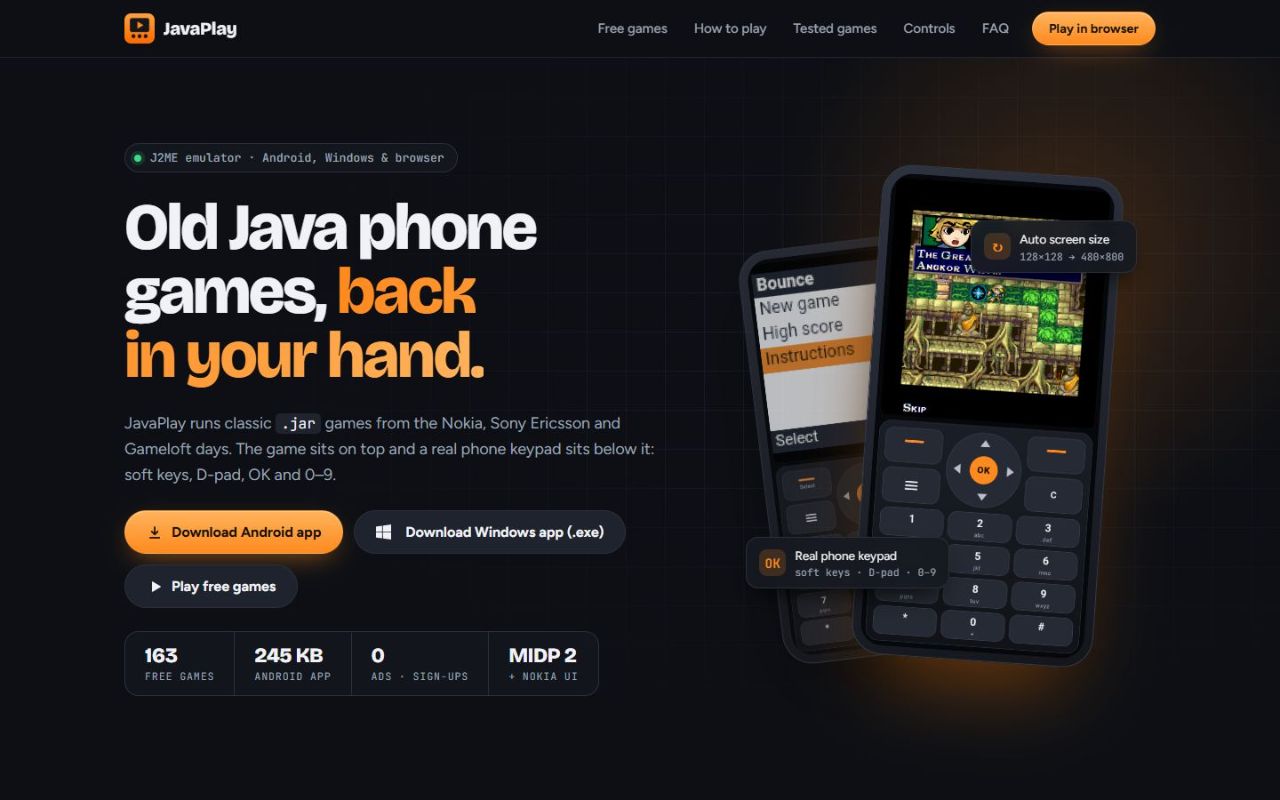 JavaPlay
Free games
How to play
Tested games
Controls
FAQ
Play in browser
J2ME emulator · Android, Windows & browser
Old Java phone
games, back
in your hand.
JavaPlay runs classic .jar games from the Nokia, Sony Ericsson and
Gameloft days. The game sits on top and a real phone keypad sits below it:
soft keys, D-pad, OK and 0–9.
Download Android app
Download Windows app (.exe)
Play free games
163
FREE GAMES
245 KB
ANDROID APP
0
ADS · SIGN-UPS
MIDP 2
+ NOKIA UI
Bounce
New game
High score
Instructions
Select
Select
7
*
The
Angkor
Skip
Auto screen size
128×128 → 480×800
OK
C
1
2
abc
3
def
5
jkl
6
mno
8
tuv
9
wxyz
*
0
#
OK
Real phone keypad
soft keys · D-pad · 0–9